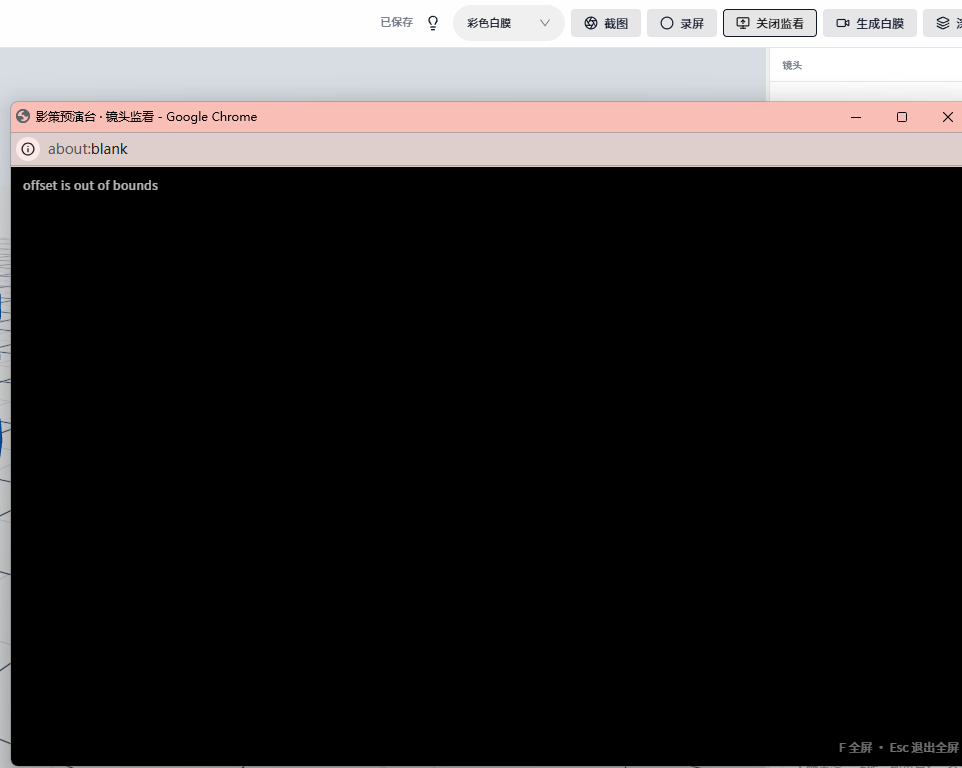 已保存 彩色白膜 截图 录屏 关闭监看 生成白膜
镜头
影策预演台 · 镜头监看 - Google Chrome
about:blank
offset is out of bounds
F 全屏 • Esc 退出全屏